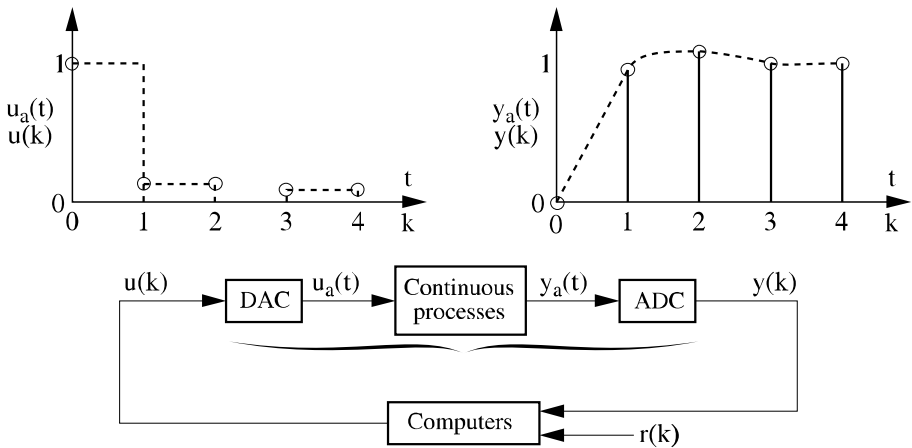 1
u_a(t)
u(k)
0
0 1 2 3 4
t
k
1
y_a(t)
y(k)
0
0 1 2 3 4
t
k
u(k)
DAC
u_a(t)
Continuous
processes
y_a(t)
ADC
y(k)
Computers
r(k)